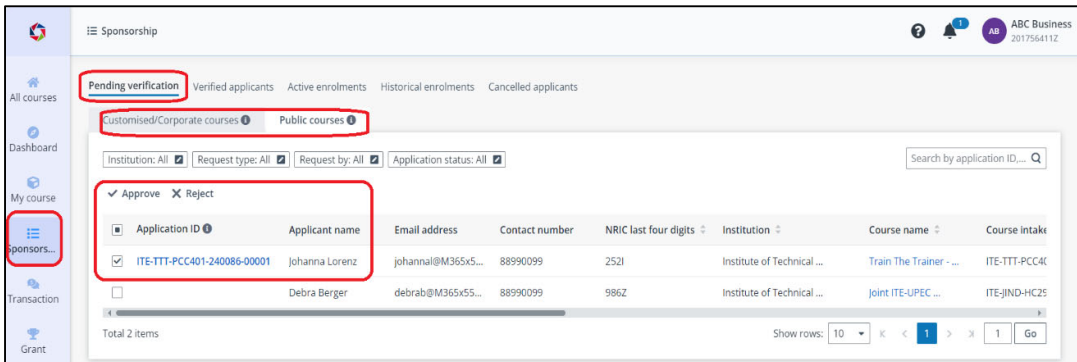 Sponsorship
1
AB
ABC Business
201756411Z
All courses
Dashboard
My course
Sponsors...
Transaction
Grant
Pending verification Verified applicants Active enrolments Historical enrolments Cancelled applicants
Customised/Corporate courses Public courses
Institution: All Request type: All Request by: All Application status: All Search by application ID,...
Approve Reject
Application ID Applicant name Email address Contact number NRIC last four digits Institution Course name Course intake
ITE-TTT-PCC401-240086-00001 Johanna Lorenz johannal@M365x5... 88990099 252I Institute of Technical ... Train The Trainer - ... ITE-TTT-PCC40
Debra Berger debrab@M365x55... 88990099 986Z Institute of Technical ... Joint ITE-UPEC ... ITE-JIND-HC29
Total 2 items Show rows: 10 1 1 Go